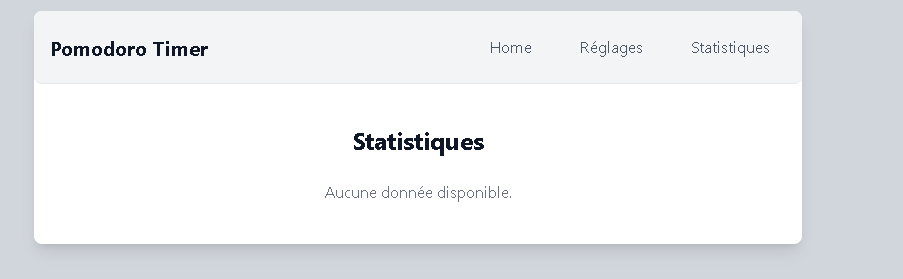 Pomodoro Timer Home Réglages Statistiques
Statistiques
Aucune donnée disponible.